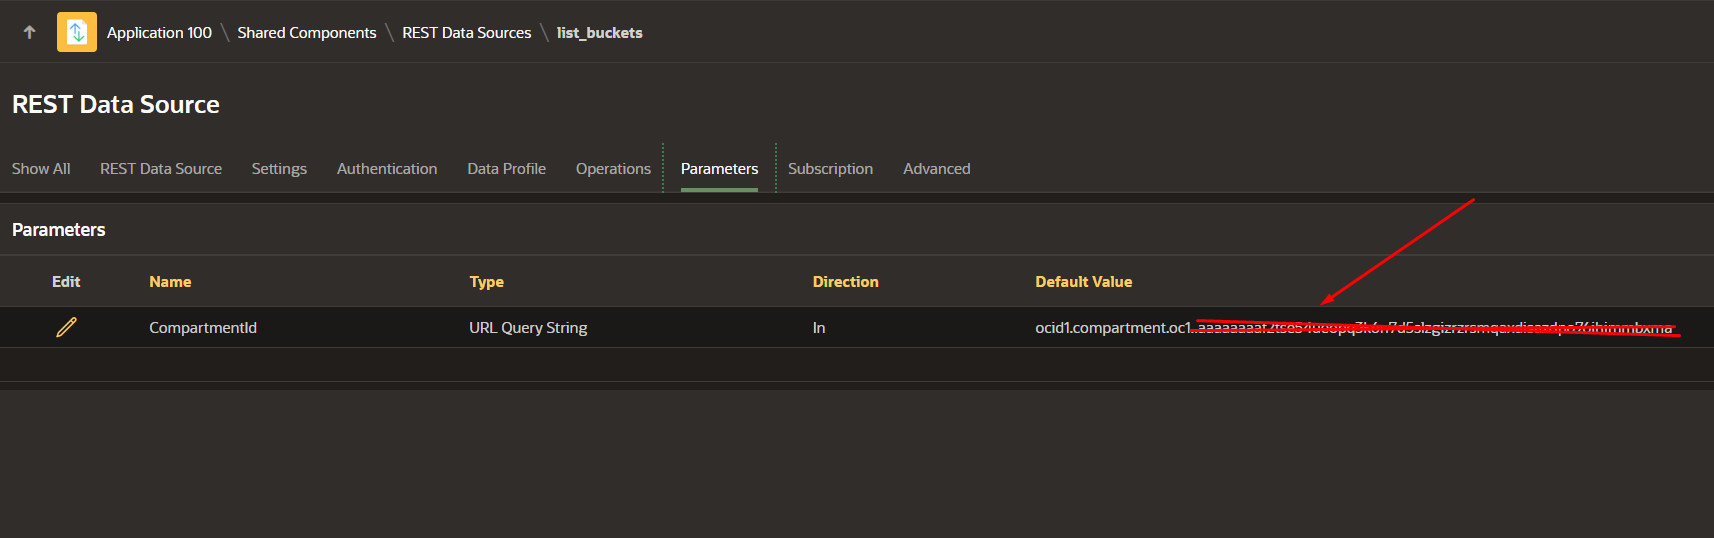 Application 100 \ Shared Components \ REST Data Sources \ list_buckets
REST Data Source
Show All REST Data Source Settings Authentication Data Profile Operations Parameters Subscription Advanced
Parameters
Edit Name Type Direction Default Value
CompartmentId URL Query String In ocid1.compartment.oc1..